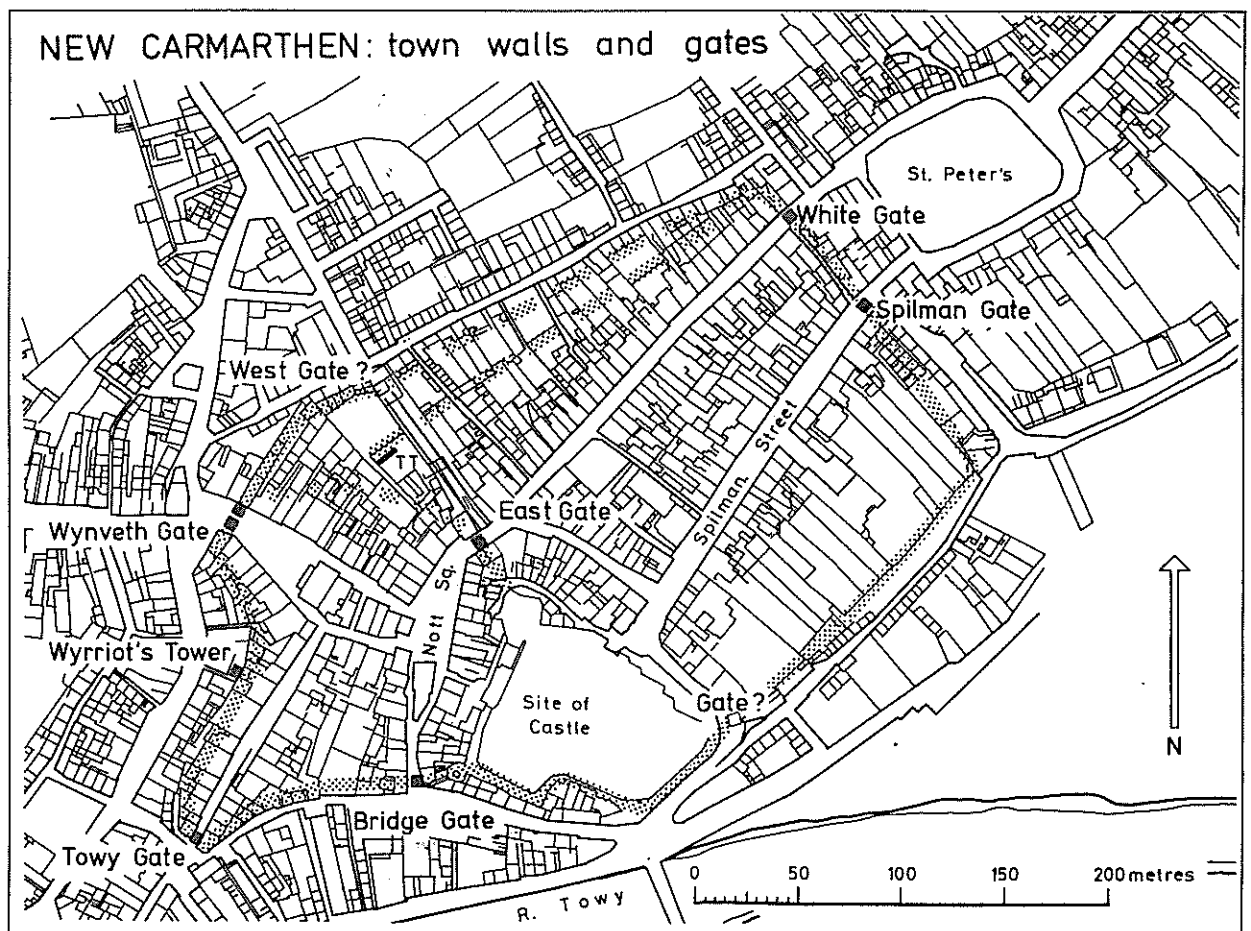 NEW CARMARTHEN: town walls and gates
St. Peter's
White Gate
Spilman Gate
West Gate ?
TT
Spilman Street
East Gate
Wynveth Gate
Nott Sq.
Wyrriot's Tower
Gate ?
Site of
Castle
N
Bridge Gate
Towy Gate
0 50 100 150 200 metres
R. Towy